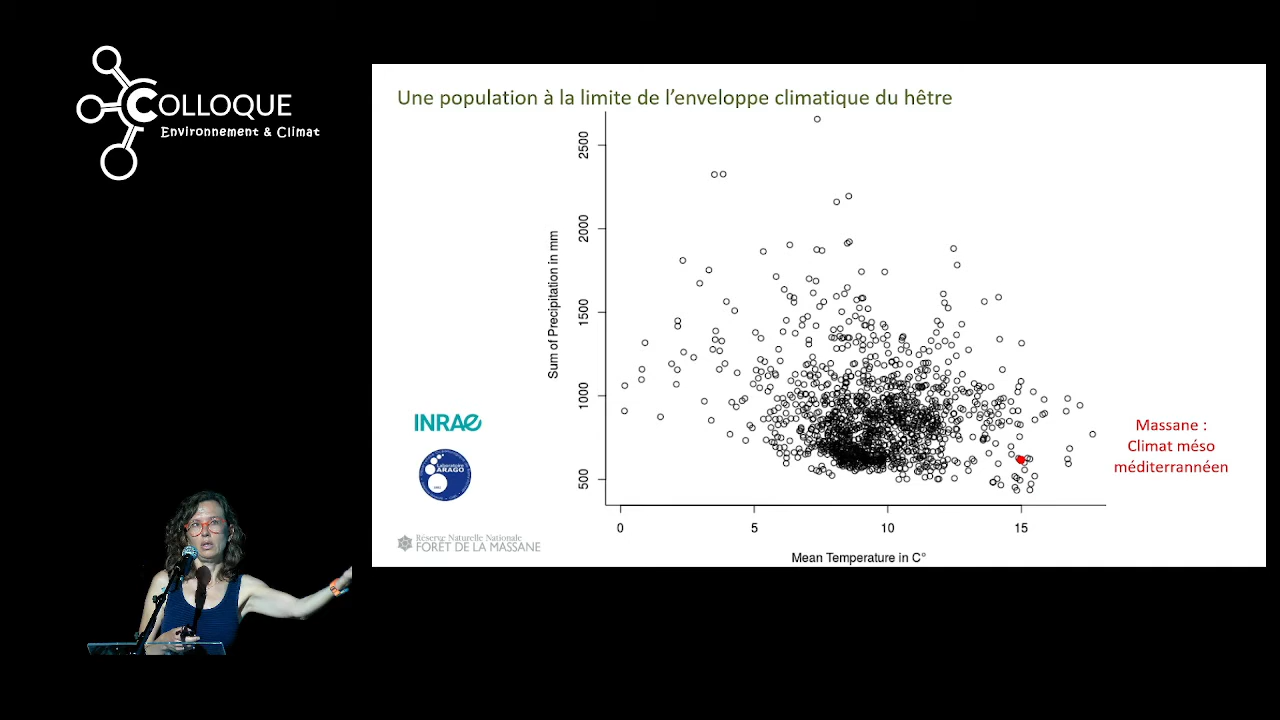 COLLOQUE
Environnement & Climat
Une population à la limite de l'enveloppe climatique du hêtre
Sum of Precipitation in mm
2500
2000
1500
1000
500
0
5
10
15
Mean Temperature in C°
Massane :
Climat méso
méditerrannéen
INRAE
Laboratoire
ARAGO
Réserve Naturelle Nationale
FORÊT DE LA MASSANE